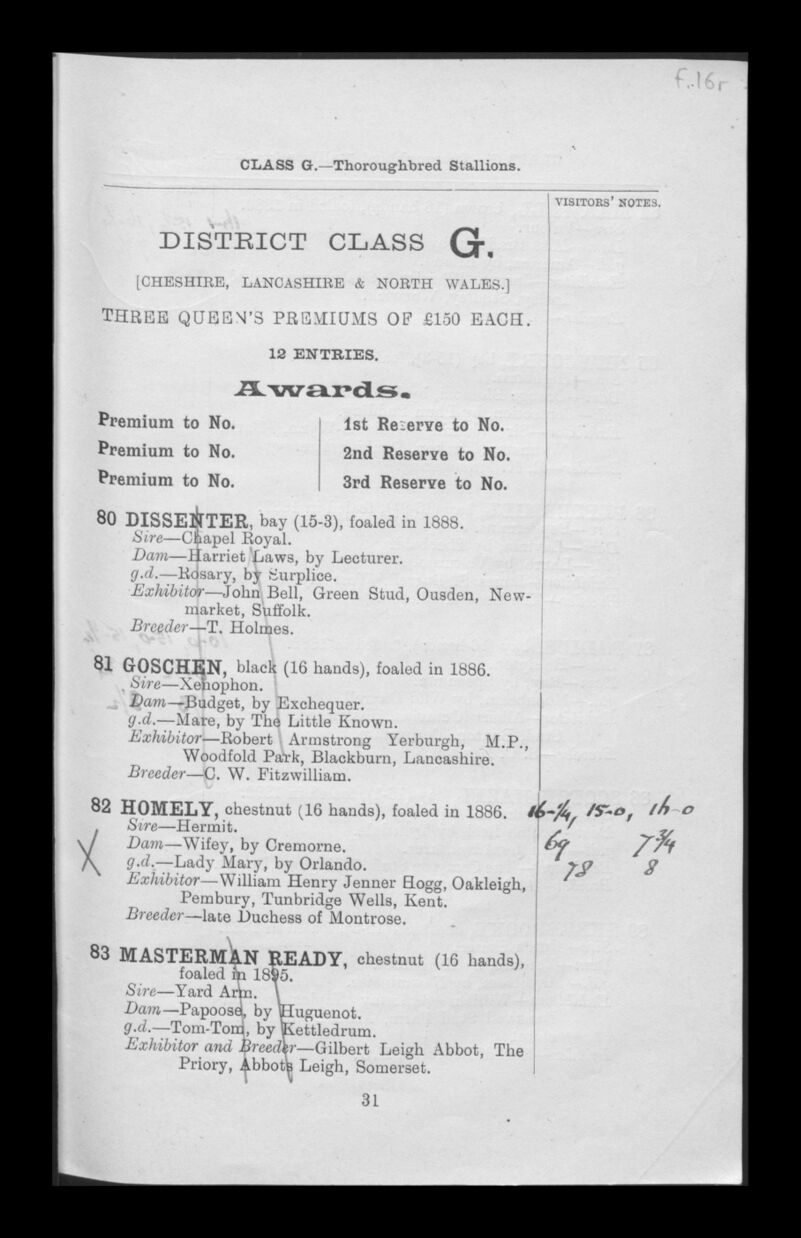 f.16r
CLASS G.—Thoroughbred Stallions.
VISITORS' NOTES.
DISTRICT CLASS G.
[CHESHIRE, LANCASHIRE & NORTH WALES.]
THREE QUEEN'S PREMIUMS OF £150 EACH.
12 ENTRIES.
Awards.
Premium to No.
Premium to No.
Premium to No.
1st Reserve to No.
2nd Reserve to No.
3rd Reserve to No.
80 DISSENTER, bay (15-3), foaled in 1888.
Sire—Chapel Royal.
Dam—Harriet Laws, by Lecturer.
g.d.—Rosary, by Surplice.
Exhibitor—John Bell, Green Stud, Ousden, New-
market, Suffolk.
Breeder—T. Holmes.
81 GOSCHEN, black (16 hands), foaled in 1886.
Sire—Xenophon.
Dam—Budget, by Exchequer.
g.d.—Mare, by The Little Known.
Exhibitor—Robert Armstrong Yerburgh, M.P.,
Woodfold Park, Blackburn, Lancashire.
Breeder—C. W. Fitzwilliam.
82 HOMELY, chestnut (16 hands), foaled in 1886.
Sire—Hermit.
Dam—Wifey, by Cremorne.
g.d.—Lady Mary, by Orlando.
Exhibitor—William Henry Jenner Hogg, Oakleigh,
Pembury, Tunbridge Wells, Kent.
Breeder—late Duchess of Montrose.
16-¼, 15-0, 1h-0
69 7¾
78 8
83 MASTERMAN READY, chestnut (16 hands),
foaled in 1895.
Sire—Yard Arm.
Dam—Papoose, by Huguenot.
g.d.—Tom-Tom, by Kettledrum.
Exhibitor and Breeder—Gilbert Leigh Abbot, The
Priory, Abbots Leigh, Somerset.
31